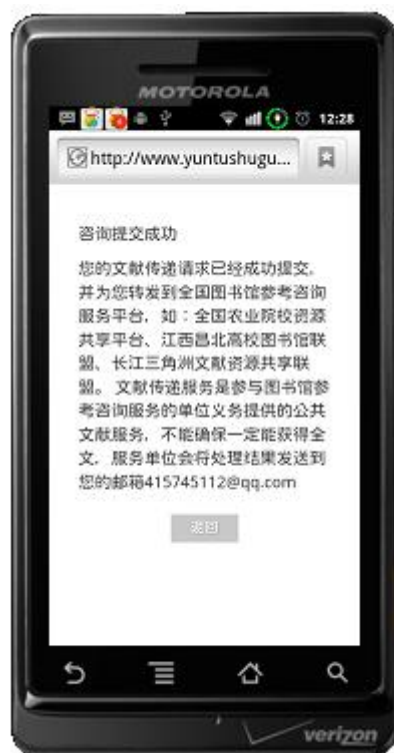 MOTOROLA
12:28
http://www.yuntushugu...
咨询提交成功
您的文献传递请求已经成功提交,
并为您转发到全国图书馆参考咨询
服务平台, 如：全国农业院校资源
共享平台、江西昌北高校图书馆联
盟、长江三角洲文献资源共享联
盟。 文献传递服务是参与图书馆参
考咨询服务的单位义务提供的公共
文献服务, 不能确保一定能获得全
文, 服务单位会将处理结果发送到
您的邮箱415745112@qq.com
返回
verizon